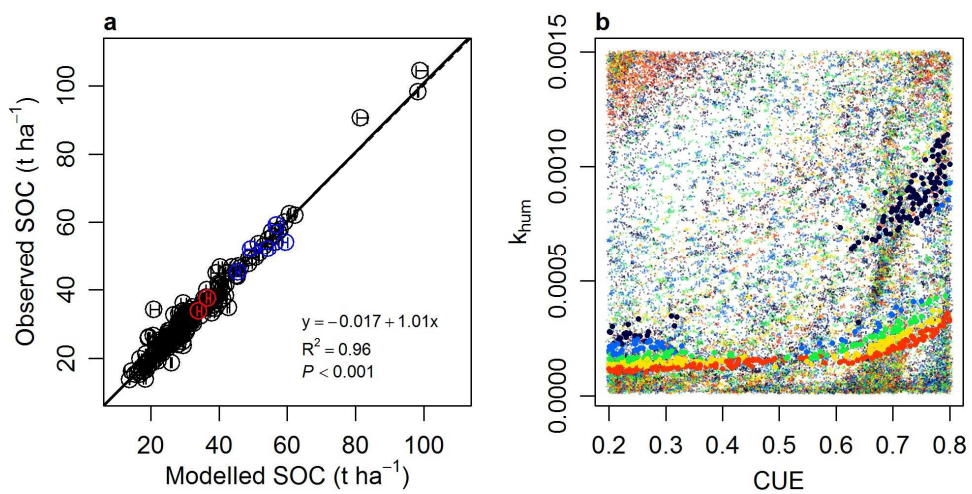 a
Observed SOC (t ha⁻¹)
100
80
60
40
20
y = −0.017 + 1.01x
R² = 0.96
P < 0.001
20 40 60 80 100
Modelled SOC (t ha⁻¹)
b
k_hum
0.0015
0.0010
0.0005
0.0000
0.2 0.3 0.4 0.5 0.6 0.7 0.8
CUE